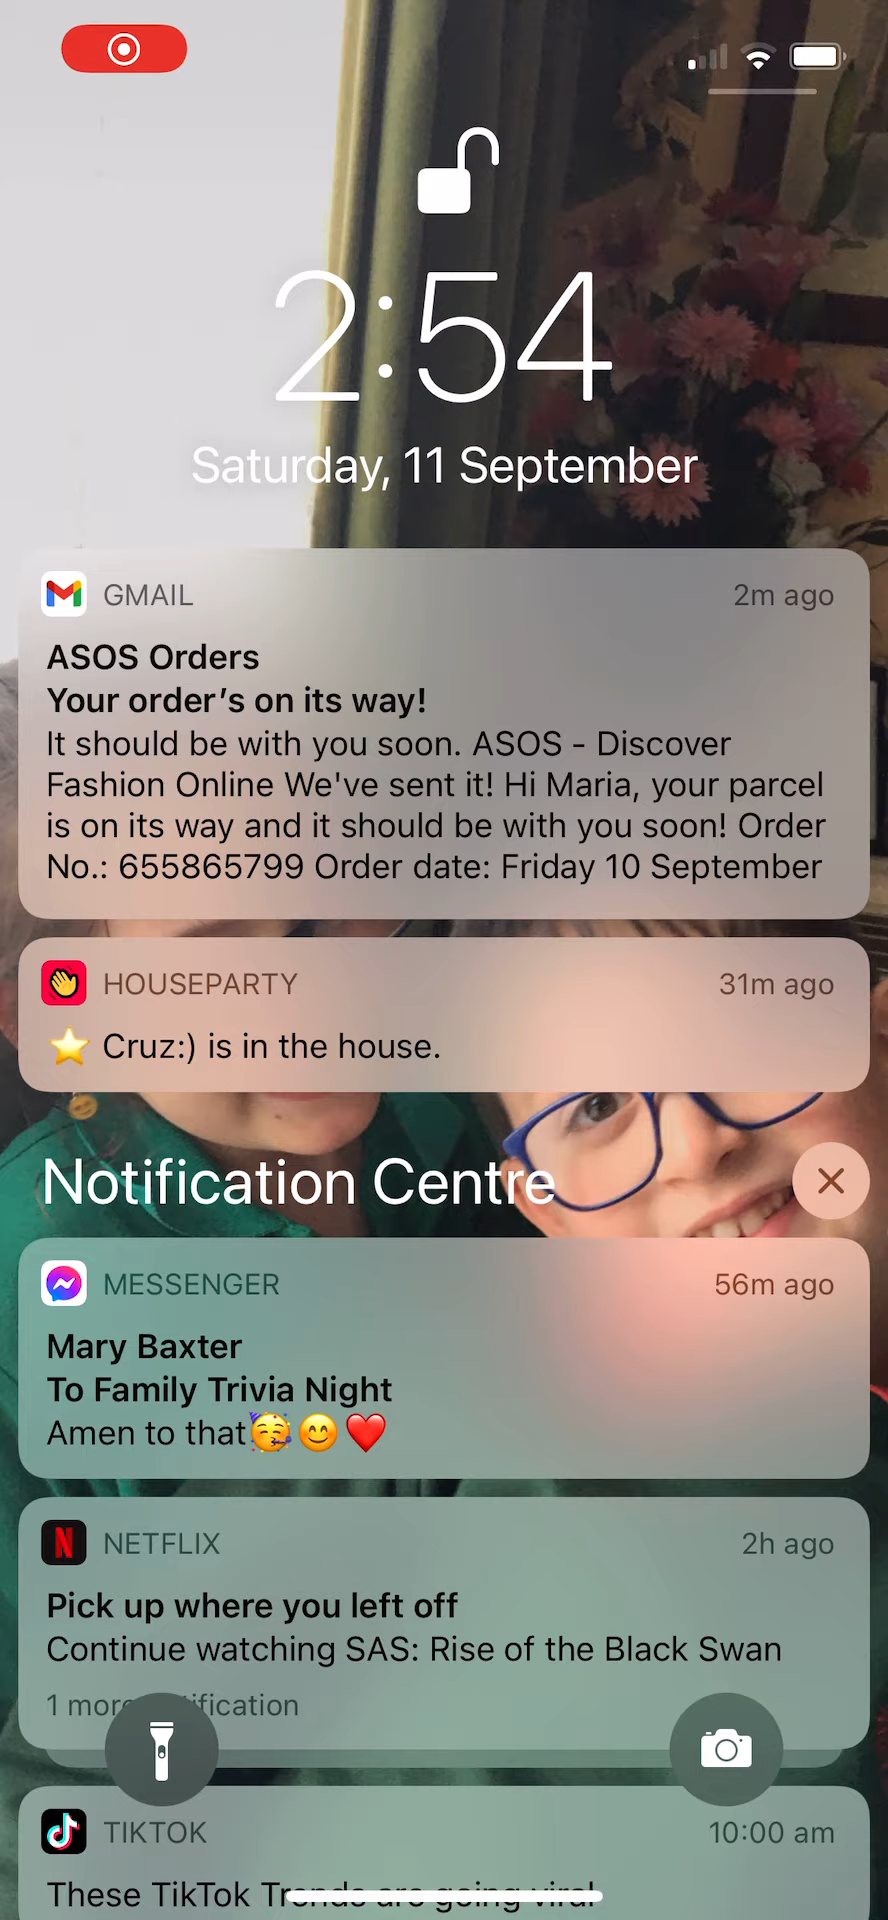 2:54
Saturday, 11 September
GMAIL 2m ago
ASOS Orders
Your order's on its way!
It should be with you soon. ASOS - Discover
Fashion Online We've sent it! Hi Maria, your parcel
is on its way and it should be with you soon! Order
No.: 655865799 Order date: Friday 10 September
HOUSEPARTY 31m ago
⭐ Cruz:) is in the house.
Notification Centre
MESSENGER 56m ago
Mary Baxter
To Family Trivia Night
Amen to that🥳😊❤️
NETFLIX 2h ago
Pick up where you left off
Continue watching SAS: Rise of the Black Swan
1 more notification
TIKTOK 10:00 am
These TikTok Trends are going viral